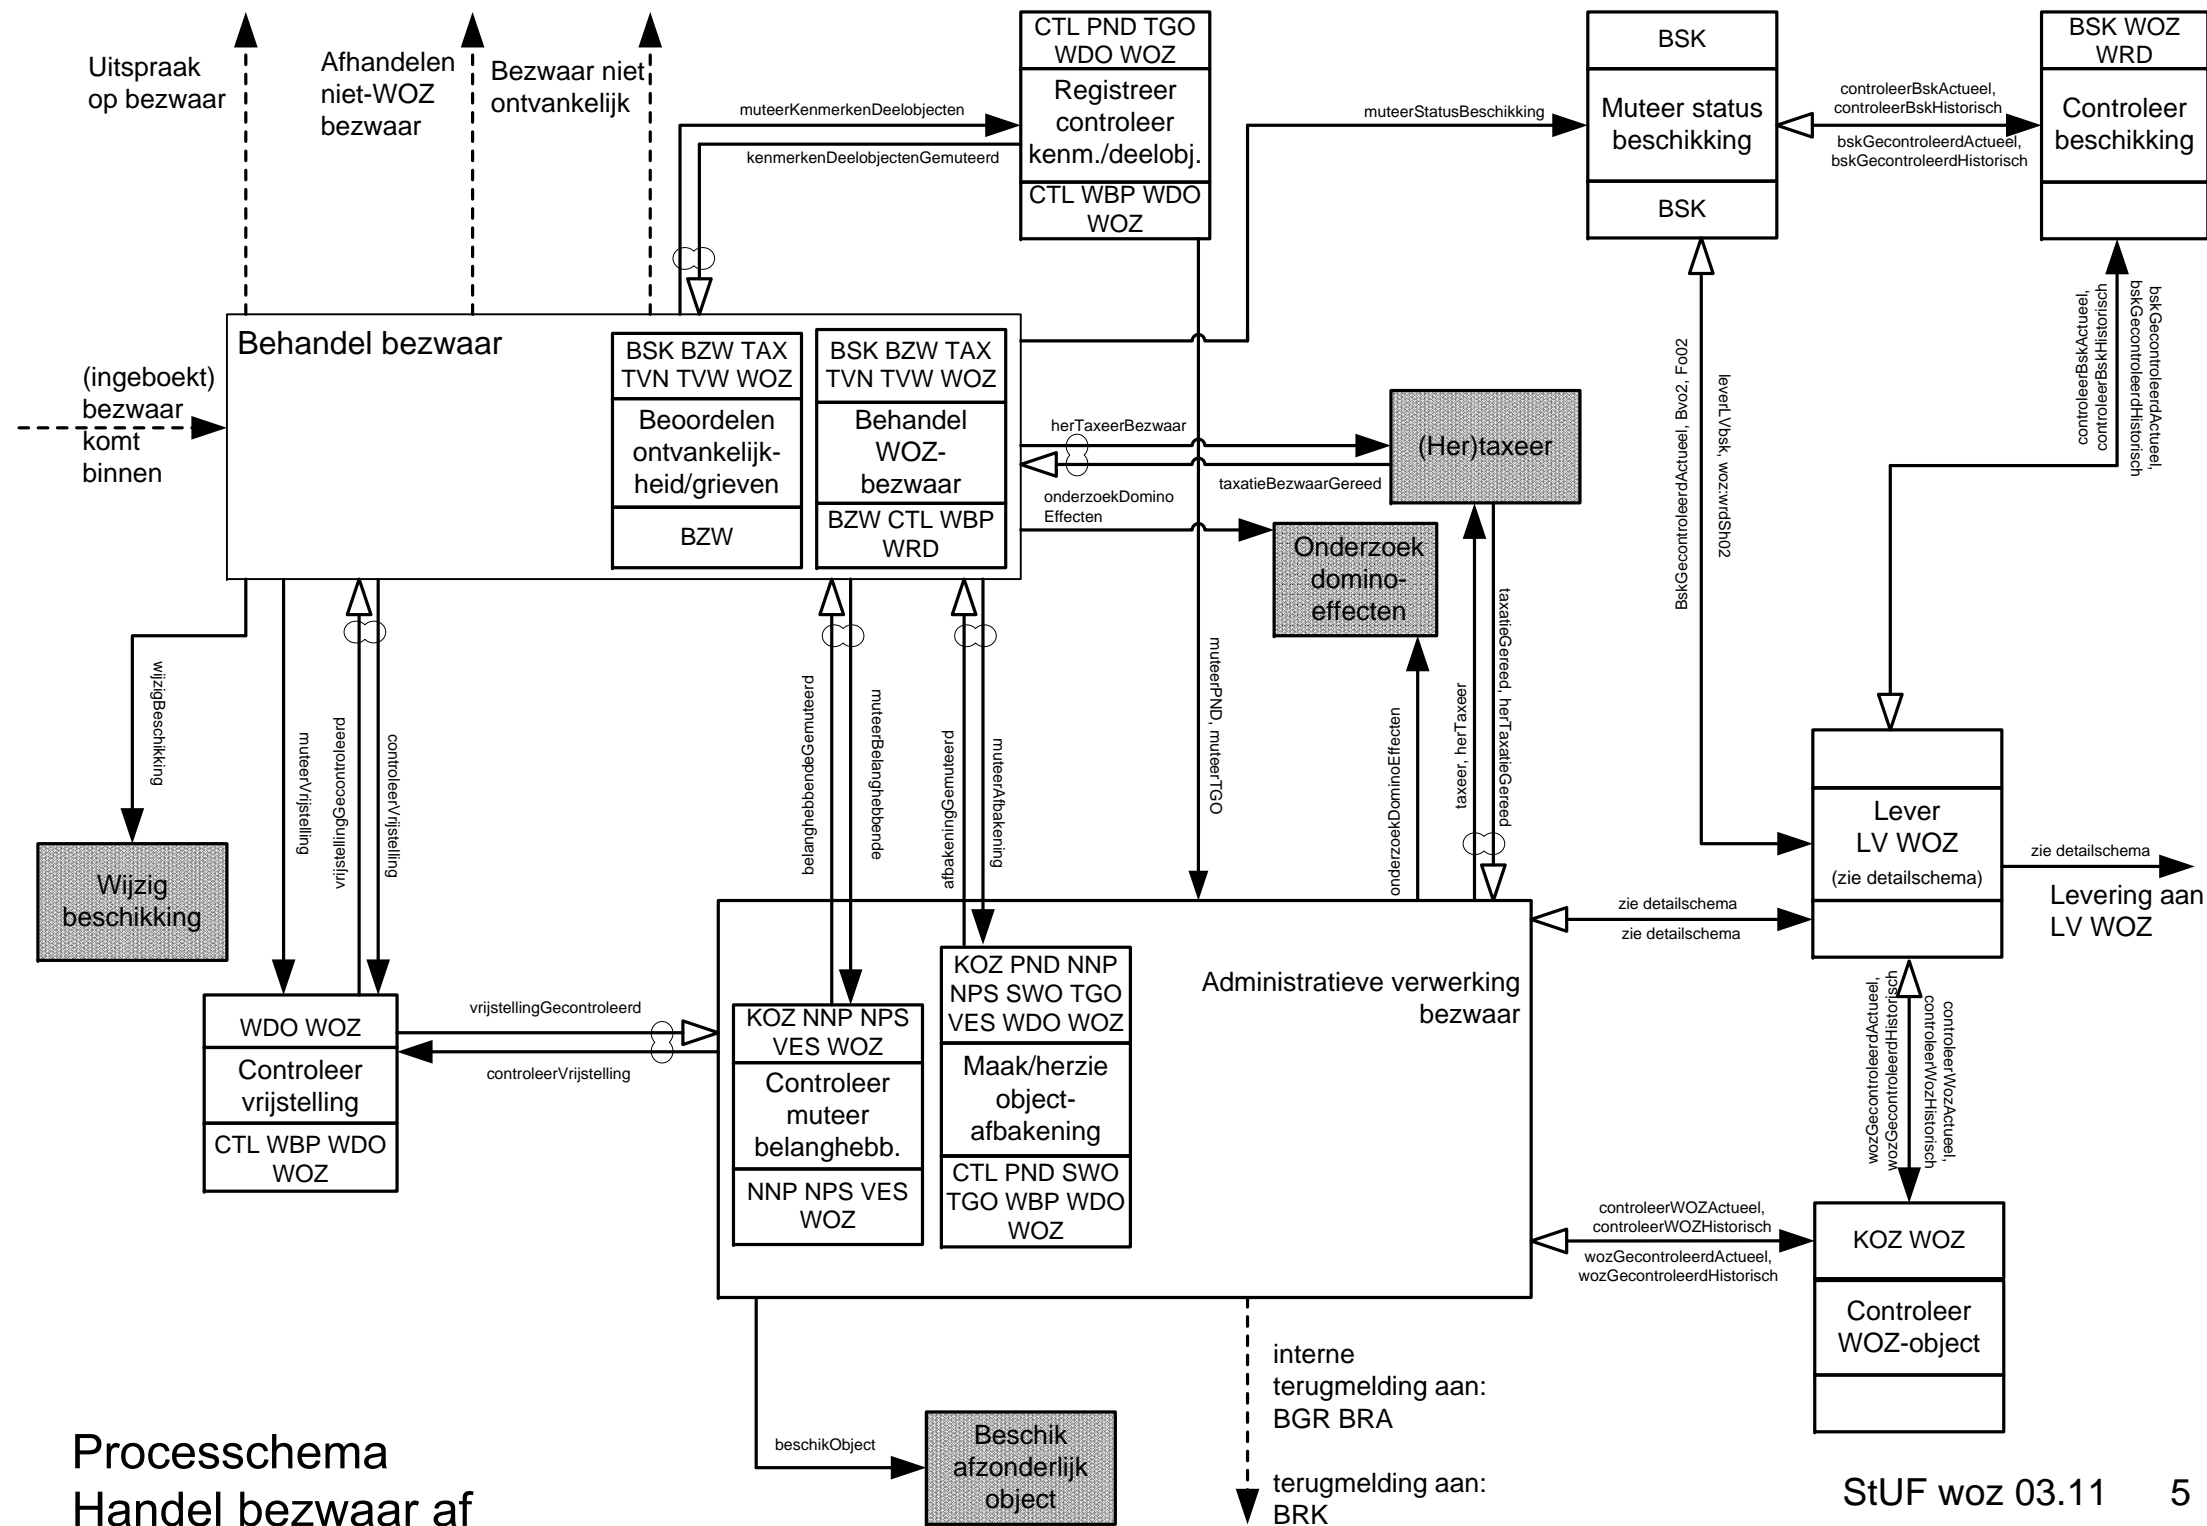 Uitspraak
op bezwaar
Afhandelen
niet-WOZ
bezwaar
Bezwaar niet
ontvankelijk
muteerKenmerkenDeelobjecten
kenmerkenDeelobjectenGemuteerd
CTL PND TGO
WDO WOZ
Registreer
controleer
kenm./deelobj.
CTL WBP WDO
WOZ
muteerStatusBeschikking
BSK
Muteer status
beschikking
BSK
controleerBskActueel,
controleerBskHistorisch
bskGecontroleerdActueel,
bskGecontroleerdHistorisch
BSK WOZ
WRD
Controleer
beschikking
(ingeboekt)
bezwaar
komt
binnen
Behandel bezwaar
BSK BZW TAX
TVN TVW WOZ
Beoordelen
ontvankelijk-
heid/grieven
BZW
BSK BZW TAX
TVN TVW WOZ
Behandel
WOZ-
bezwaar
BZW CTL WBP
WRD
herTaxeerBezwaar
taxatieBezwaarGereed
onderzoekDomino
Effecten
(Her)taxeer
Onderzoek
domino-
effecten
BskGecontroleerdActueel, Bvo2, Fo02
leverLVbsk, woz:wrdSh02
controleerBskActueel,
controleerBskHistorisch
bskGecontroleerdActueel,
bskGecontroleerdHistorisch
wijzigBeschikking
muteerVrijstelling
vrijstellingGecontroleerd
controleerVrijstelling
belanghebbendeGemuteerd
muteerBelanghebbende
afbakeningGemuteerd
muteerAfbakening
muteerPND, muteerTGO
onderzoekDominoEffecten
taxeer, herTaxeer
taxatieGereed, herTaxatieGereed
Wijzig
beschikking
Lever
LV WOZ
(zie detailschema)
zie detailschema
Levering aan
LV WOZ
zie detailschema
zie detailschema
WDO WOZ
Controleer
vrijstelling
CTL WBP WDO
WOZ
vrijstellingGecontroleerd
controleerVrijstelling
KOZ NNP NPS
VES WOZ
Controleer
muteer
belanghebb.
NNP NPS VES
WOZ
KOZ PND NNP
NPS SWO TGO
VES WDO WOZ
Maak/herzie
object-
afbakening
CTL PND SWO
TGO WBP WDO
WOZ
Administratieve verwerking
bezwaar
wozGecontroleerdActueel,
wozGecontroleerdHistorisch
controleerWozActueel,
controleerWozHistorisch
controleerWOZActueel,
controleerWOZHistorisch
wozGecontroleerdActueel,
wozGecontroleerdHistorisch
KOZ WOZ
Controleer
WOZ-object
beschikObject
Beschik
afzonderlijk
object
interne
terugmelding aan:
BGR BRA
terugmelding aan:
BRK
Processchema
Handel bezwaar af
StUF woz 03.11 5